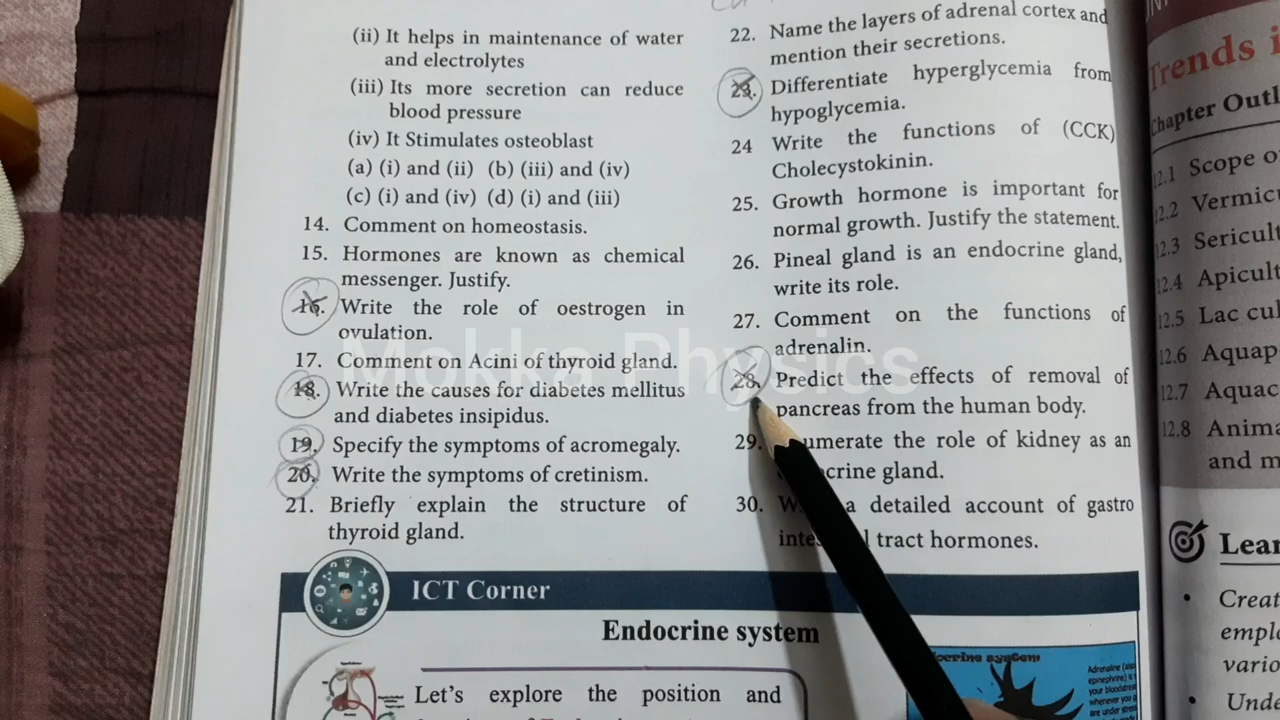 (ii) It helps in maintenance of water
and electrolytes
(iii) Its more secretion can reduce
blood pressure
(iv) It Stimulates osteoblast
(a) (i) and (ii) (b) (iii) and (iv)
(c) (i) and (iv) (d) (i) and (iii)
14. Comment on homeostasis.
15. Hormones are known as chemical
messenger. Justify.
16. Write the role of oestrogen in
ovulation.
17. Comment on Acini of thyroid gland.
18. Write the causes for diabetes mellitus
and diabetes insipidus.
19. Specify the symptoms of acromegaly.
20. Write the symptoms of cretinism.
21. Briefly explain the structure of
thyroid gland.
22. Name the layers of adrenal cortex and
mention their secretions.
23. Differentiate hyperglycemia from
hypoglycemia.
24 Write the functions of (CCK)
Cholecystokinin.
25. Growth hormone is important for
normal growth. Justify the statement.
26. Pineal gland is an endocrine gland,
write its role.
27. Comment on the functions of
adrenalin.
28. Predict the effects of removal of
pancreas from the human body.
29. umerate the role of kidney as an
crine gland.
30. a detailed account of gastro
tract hormones.
Mokka Physics
ICT Corner
Endocrine system
Let's explore the position and
Trends i
Chapter Outl
12.1 Scope o
12.2 Vermic
12.3 Sericult
12.4 Apicult
12.5 Lac cul
12.6 Aquap
12.7 Aquac
12.8 Anima
and m
Lear
• Creat
empl
vario
• Unde